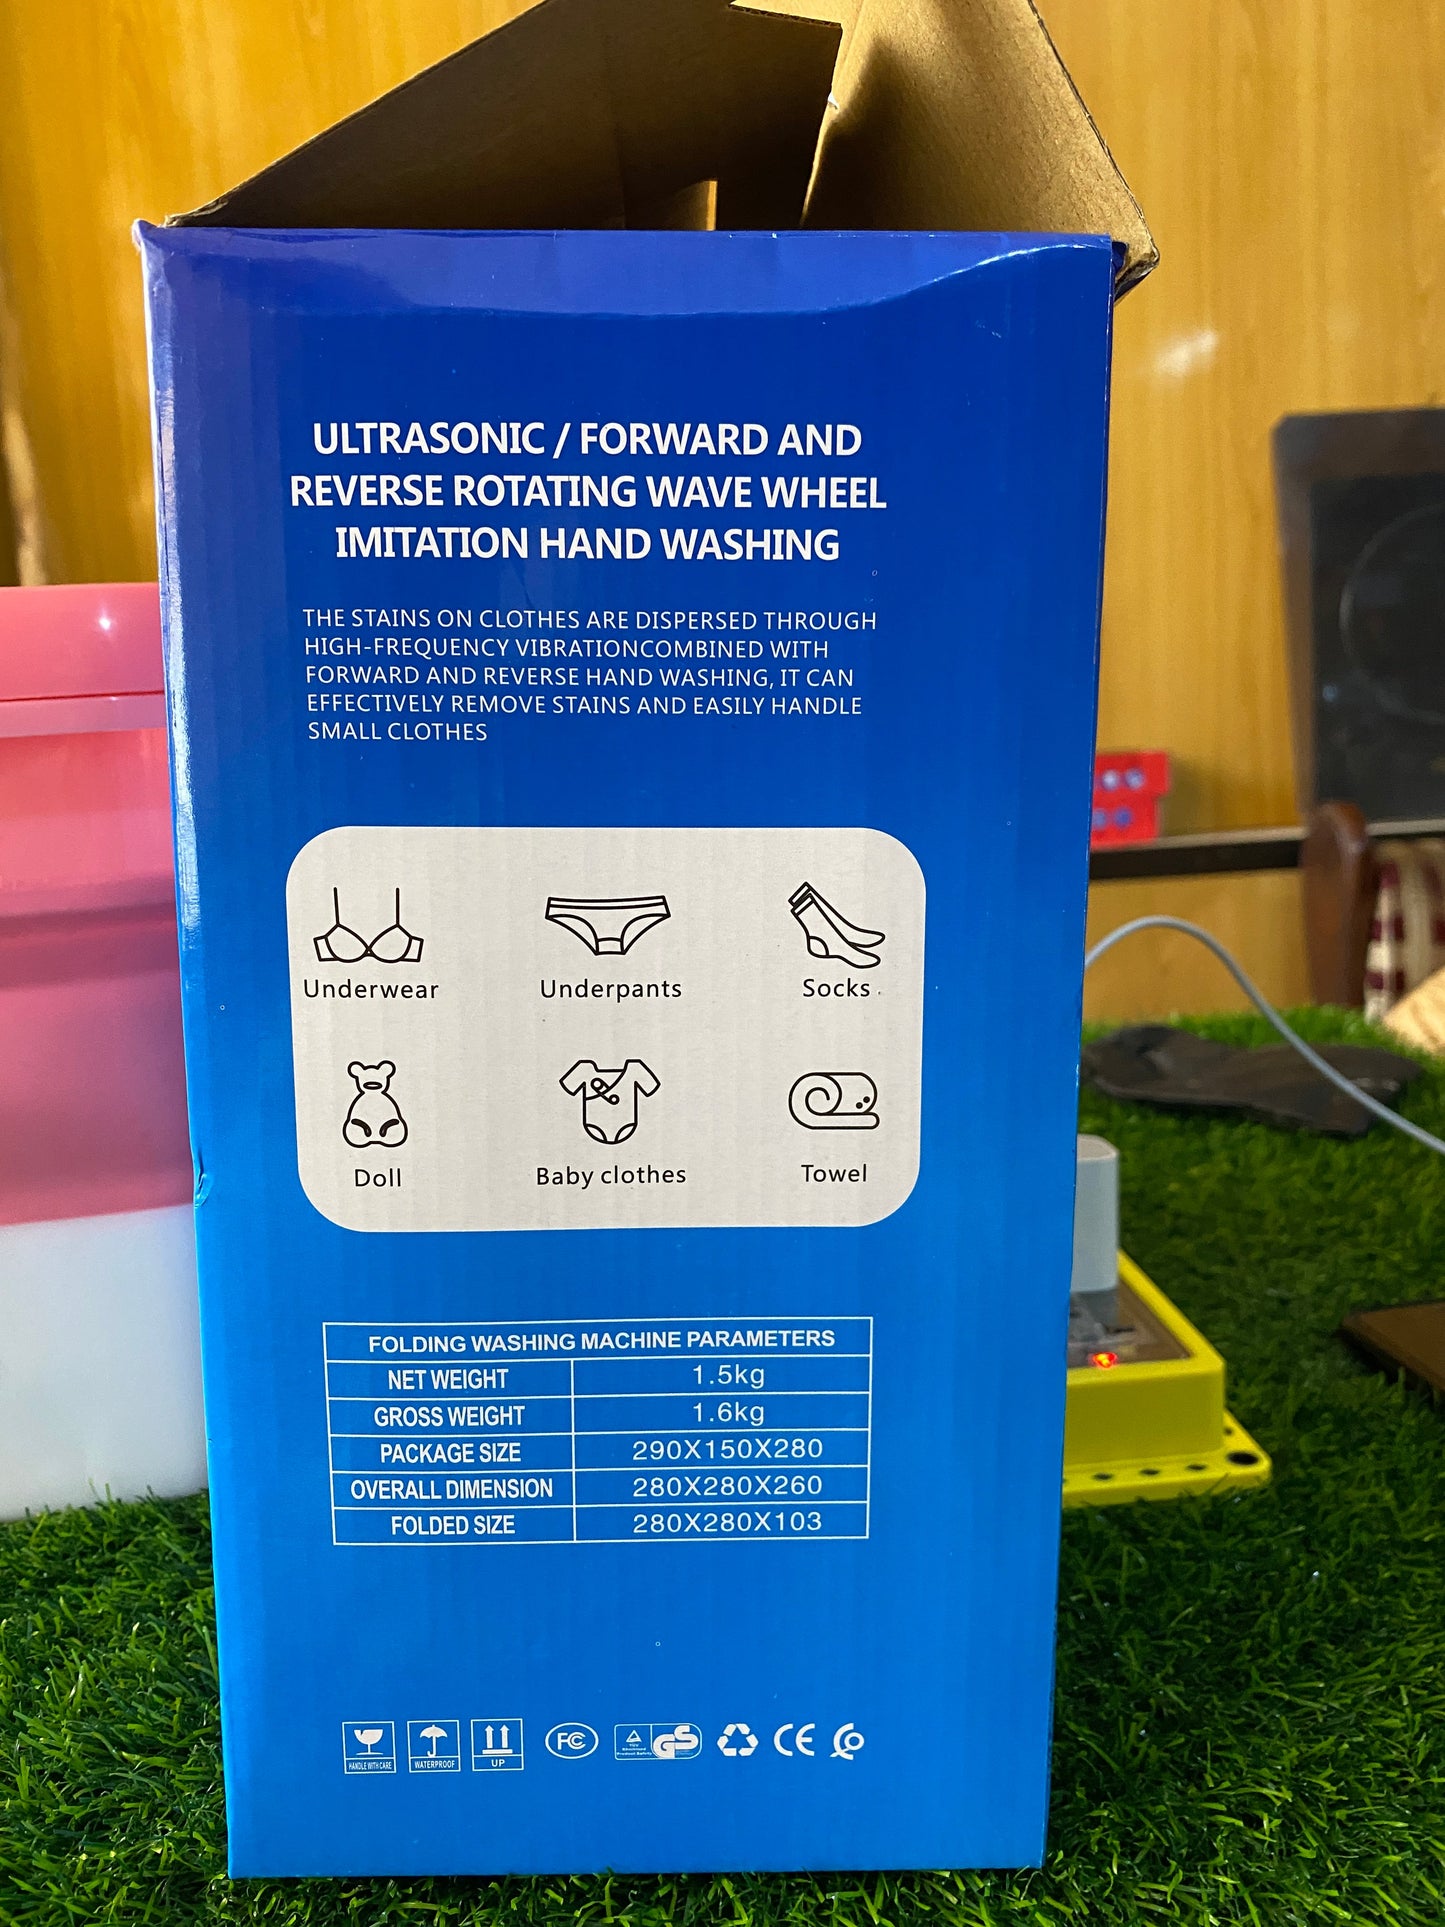 ULTRASONIC / FORWARD AND
REVERSE ROTATING WAVE WHEEL
IMITATION HAND WASHING
THE STAINS ON CLOTHES ARE DISPERSED THROUGH
HIGH-FREQUENCY VIBRATIONCOMBINED WITH
FORWARD AND REVERSE HAND WASHING, IT CAN
EFFECTIVELY REMOVE STAINS AND EASILY HANDLE
SMALL CLOTHES
Underwear Underpants Socks
Doll Baby clothes Towel
FOLDING WASHING MACHINE PARAMETERS
NET WEIGHT 1.5kg
GROSS WEIGHT 1.6kg
PACKAGE SIZE 290X150X280
OVERALL DIMENSION 280X280X260
FOLDED SIZE 280X280X103
HANDLE WITH CARE WATERPROOF UP FC GS CE